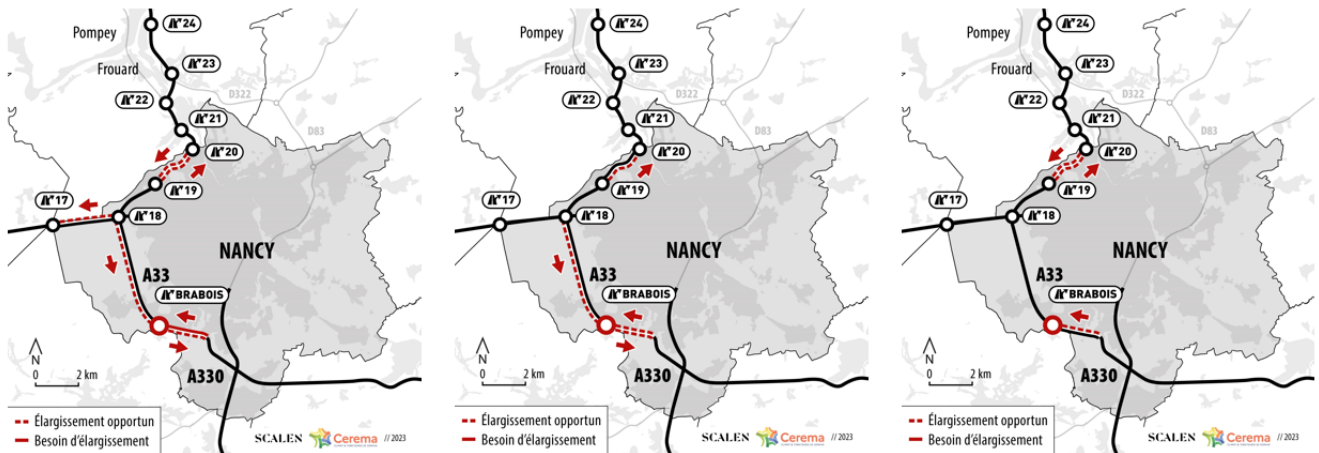 24
Pompey
23
Frouard
D322
22
21
D83
20
19
17
18
NANCY
A33
BRABOIS
N
0 2 km
A330
Élargissement opportun
Besoin d'élargissement
SCALEN Cerema // 2023
24
Pompey
23
Frouard
D322
22
21
D83
20
19
17
18
NANCY
A33
BRABOIS
N
0 2 km
A330
Élargissement opportun
Besoin d'élargissement
SCALEN Cerema // 2023
24
Pompey
23
Frouard
D322
22
21
D83
20
19
17
18
NANCY
A33
BRABOIS
N
0 2 km
A330
Élargissement opportun
Besoin d'élargissement
SCALEN Cerema // 2023